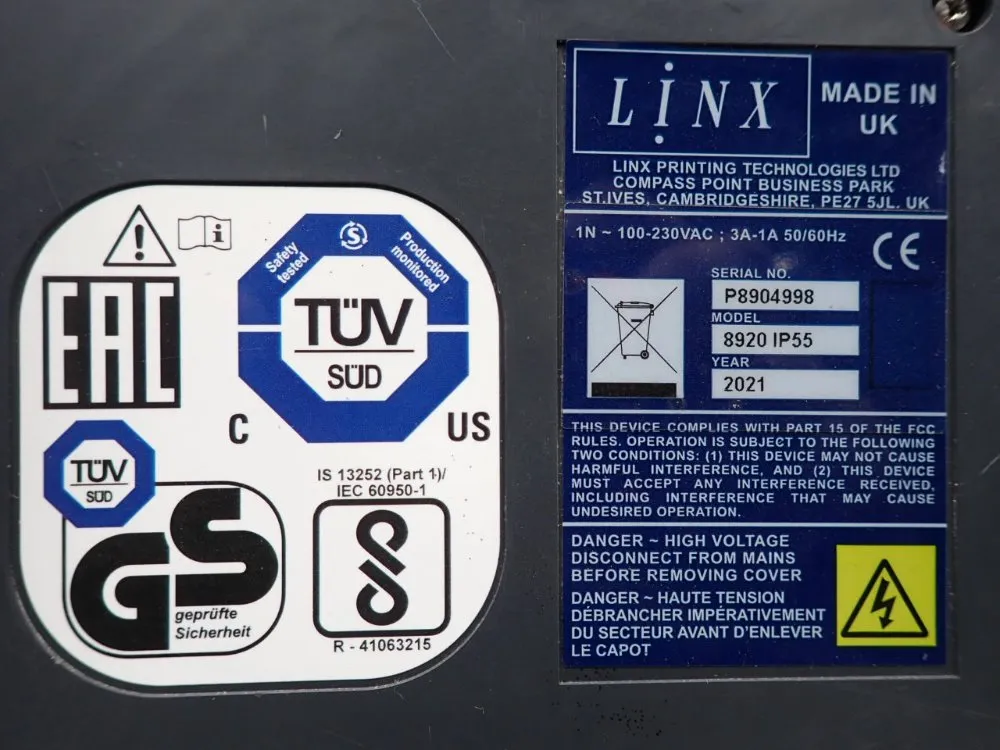 EAC
Safety
tested
S
Production
monitored
TÜV
SÜD
C
US
TÜV
SÜD
GS
geprüfte
Sicherheit
IS 13252 (Part 1)/
IEC 60950-1
R - 41063215
LINX
MADE IN
UK
LINX PRINTING TECHNOLOGIES LTD
COMPASS POINT BUSINESS PARK
ST.IVES, CAMBRIDGESHIRE, PE27 5JL. UK
1N ~ 100-230VAC ; 3A-1A 50/60Hz
CE
SERIAL NO.
P8904998
MODEL
8920 IP55
YEAR
2021
THIS DEVICE COMPLIES WITH PART 15 OF THE FCC
RULES. OPERATION IS SUBJECT TO THE FOLLOWING
TWO CONDITIONS: (1) THIS DEVICE MAY NOT CAUSE
HARMFUL INTERFERENCE, AND (2) THIS DEVICE
MUST ACCEPT ANY INTERFERENCE RECEIVED,
INCLUDING INTERFERENCE THAT MAY CAUSE
UNDESIRED OPERATION.
DANGER ~ HIGH VOLTAGE
DISCONNECT FROM MAINS
BEFORE REMOVING COVER
DANGER ~ HAUTE TENSION
DÉBRANCHER IMPÉRATIVEMENT
DU SECTEUR AVANT D'ENLEVER
LE CAPOT